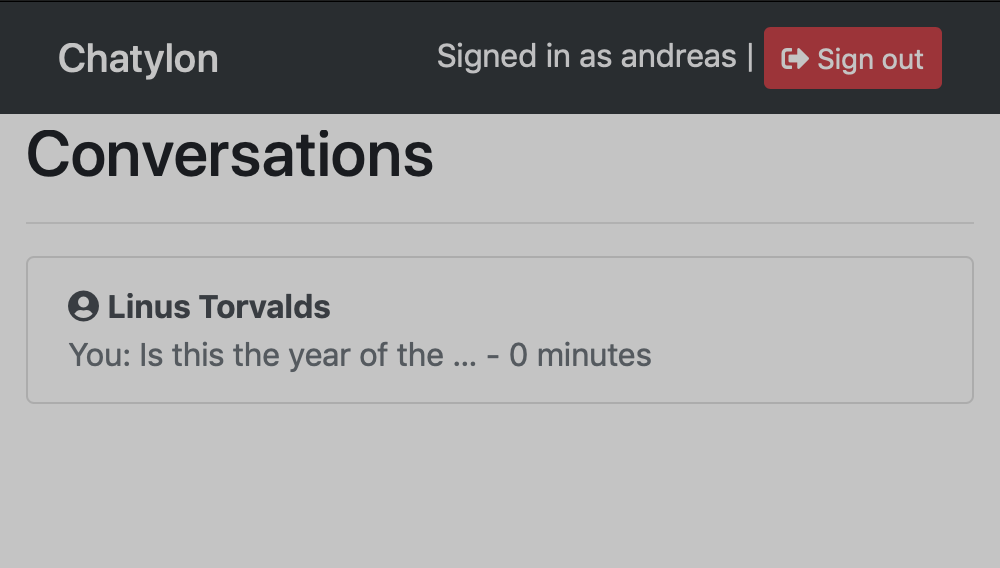 Chatylon
Signed in as andreas |
Sign out
Conversations
Linus Torvalds
You: Is this the year of the ... - 0 minutes